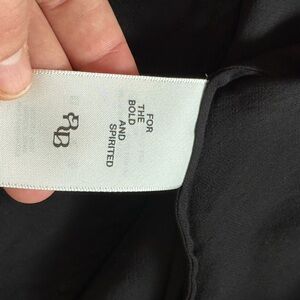 FOR
THE
BOLD
AND
SPIRITED